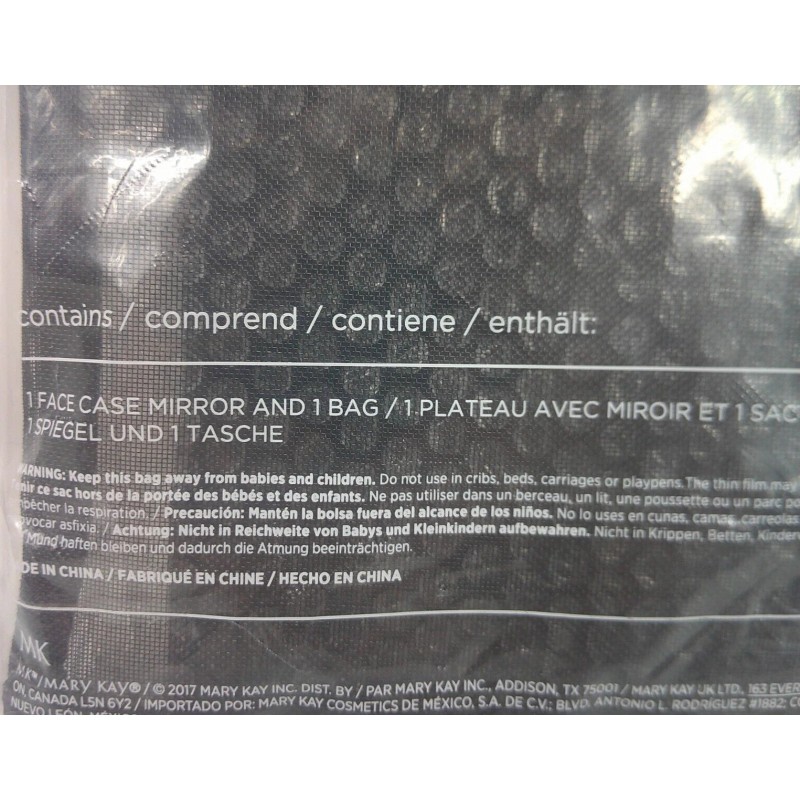 contains / comprend / contiene / enthält:
1 FACE CASE MIRROR AND 1 BAG / 1 PLATEAU AVEC MIROIR ET 1 SAC
1 SPIEGEL UND 1 TASCHE
ARNING: Keep this bag away from babies and children. Do not use in cribs, beds, carriages or playpens. The thin film may
enir ce sac hors de la portée des bébés et des enfants. Ne pas utiliser dans un berceau, un lit, une poussette ou un parc po
pêcher la respiration. / Precaución: Mantén la bolsa fuera del alcance de los niños. No lo uses en cunas, camas, carreolas
vocar asfixia. / Achtung: Nicht in Reichweite von Babys und Kleinkindern aufbewahren. Nicht in Krippen, Betten, Kinderw
Mund haften bleiben und dadurch die Atmung beeinträchtigen.
DE IN CHINA / FABRIQUÉ EN CHINE / HECHO EN CHINA
MK
MK®/MARY KAY®/ © 2017 MARY KAY INC. DIST. BY / PAR MARY KAY INC., ADDISON, TX 75001 / MARY KAY UK LTD., 163 EVER
ON, CANADA L5N 6Y2 / IMPORTADO POR: MARY KAY COSMETICS DE MÉXICO, S.A. DE C.V.; BLVD. ANTONIO L. RODRÍGUEZ #1882; CO
NUEVO LEÓN, MÉXICO